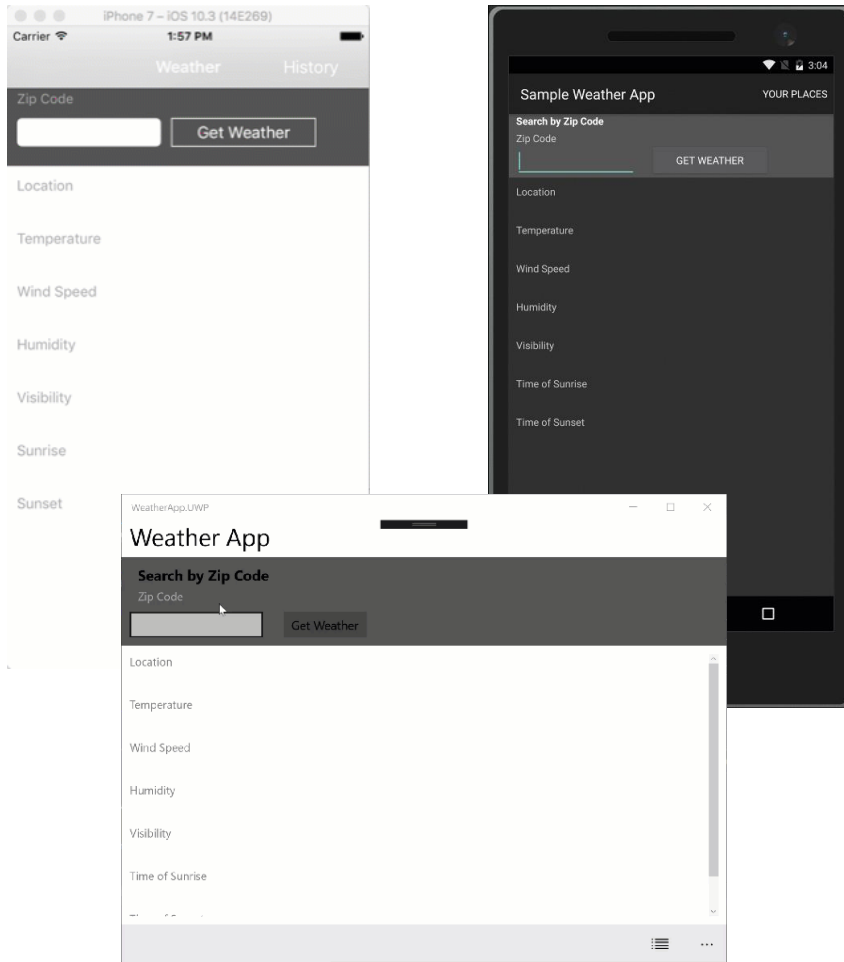 iPhone 7 – iOS 10.3 (14E269)
Carrier 1:57 PM
Weather History
Zip Code
Get Weather
Location
Temperature
Wind Speed
Humidity
Visibility
Sunrise
Sunset
3:04
Sample Weather App YOUR PLACES
Search by Zip Code
Zip Code
GET WEATHER
Location
Temperature
Wind Speed
Humidity
Visibility
Time of Sunrise
Time of Sunset
WeatherApp.UWP
Weather App
Search by Zip Code
Zip Code
Get Weather
Location
Temperature
Wind Speed
Humidity
Visibility
Time of Sunrise